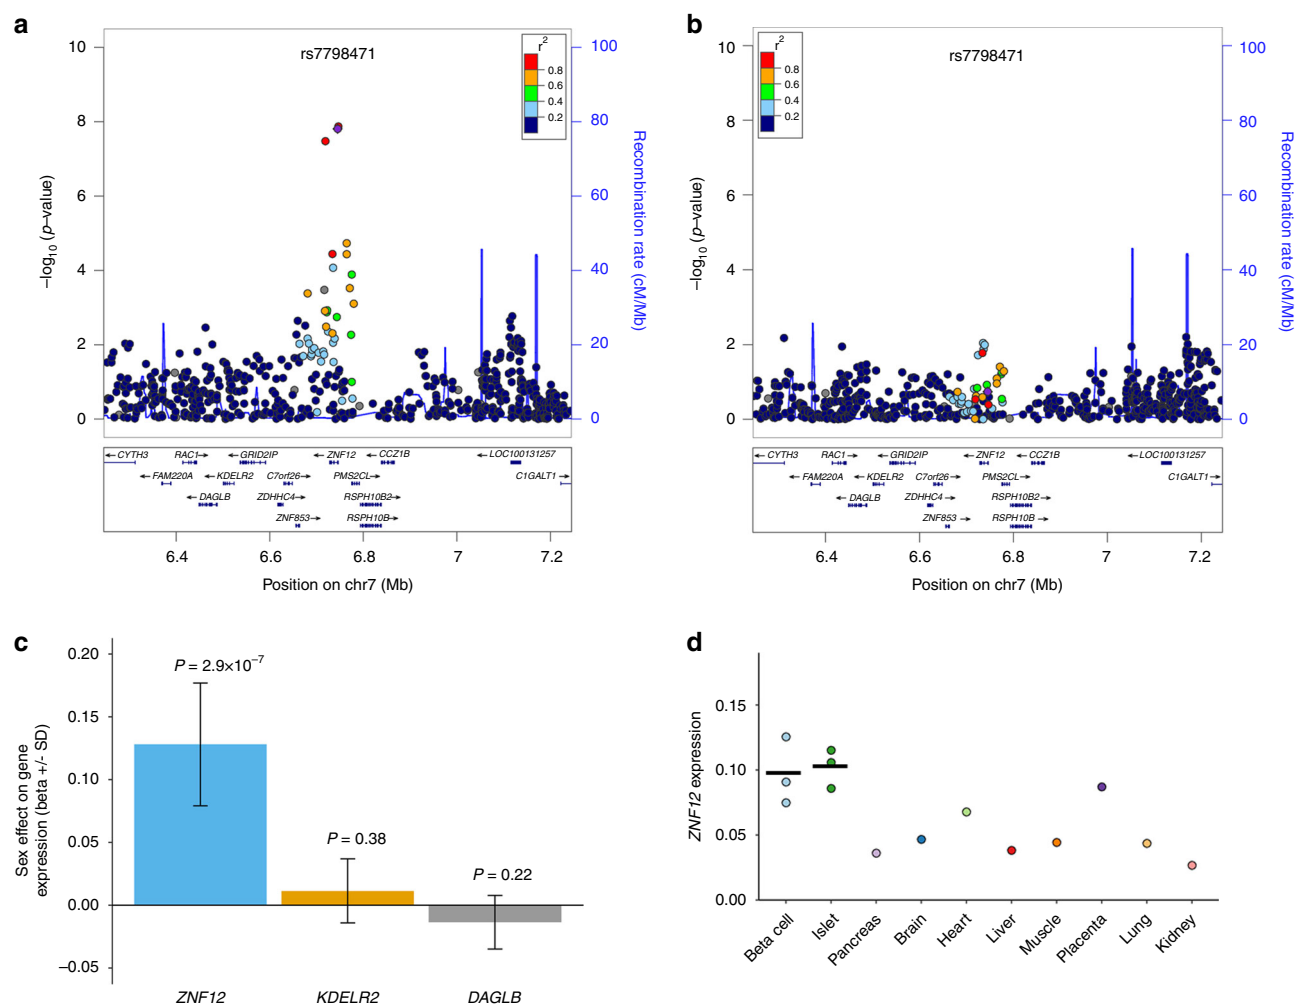 a
rs7798471
r2
0.8
0.6
0.4
0.2
10
8
6
4
2
0
−log10 (p–value)
100
80
60
40
20
0
Recombination rate (cM/Mb)
←CYTH3
RAC1→
←GRID2IP
←ZNF12
←CCZ1B
←LOC100131257
←FAM220A
←KDELR2
C7orf26→
PMS2CL→
C1GALT1→
←DAGLB
ZDHHC4→
RSPH10B2→
ZNF853→
RSPH10B→
6.4
6.6
6.8
7
7.2
Position on chr7 (Mb)
b
rs7798471
r2
0.8
0.6
0.4
0.2
10
8
6
4
2
0
−log10 (p–value)
100
80
60
40
20
0
Recombination rate (cM/Mb)
←CYTH3
RAC1→
←GRID2IP
←ZNF12
←CCZ1B
←LOC100131257
←FAM220A
←KDELR2
C7orf26→
PMS2CL→
C1GALT1→
←DAGLB
ZDHHC4→
RSPH10B2→
ZNF853→
RSPH10B→
6.4
6.6
6.8
7
7.2
Position on chr7 (Mb)
c
0.20
0.15
0.10
0.05
0.00
−0.05
Sex effect on gene
expression (beta +/- SD)
P = 2.9×10−7
P = 0.38
P = 0.22
ZNF12
KDELR2
DAGLB
d
0.15
0.10
0.05
0.00
ZNF12 expression
Beta cell
Islet
Pancreas
Brain
Heart
Liver
Muscle
Placenta
Lung
Kidney